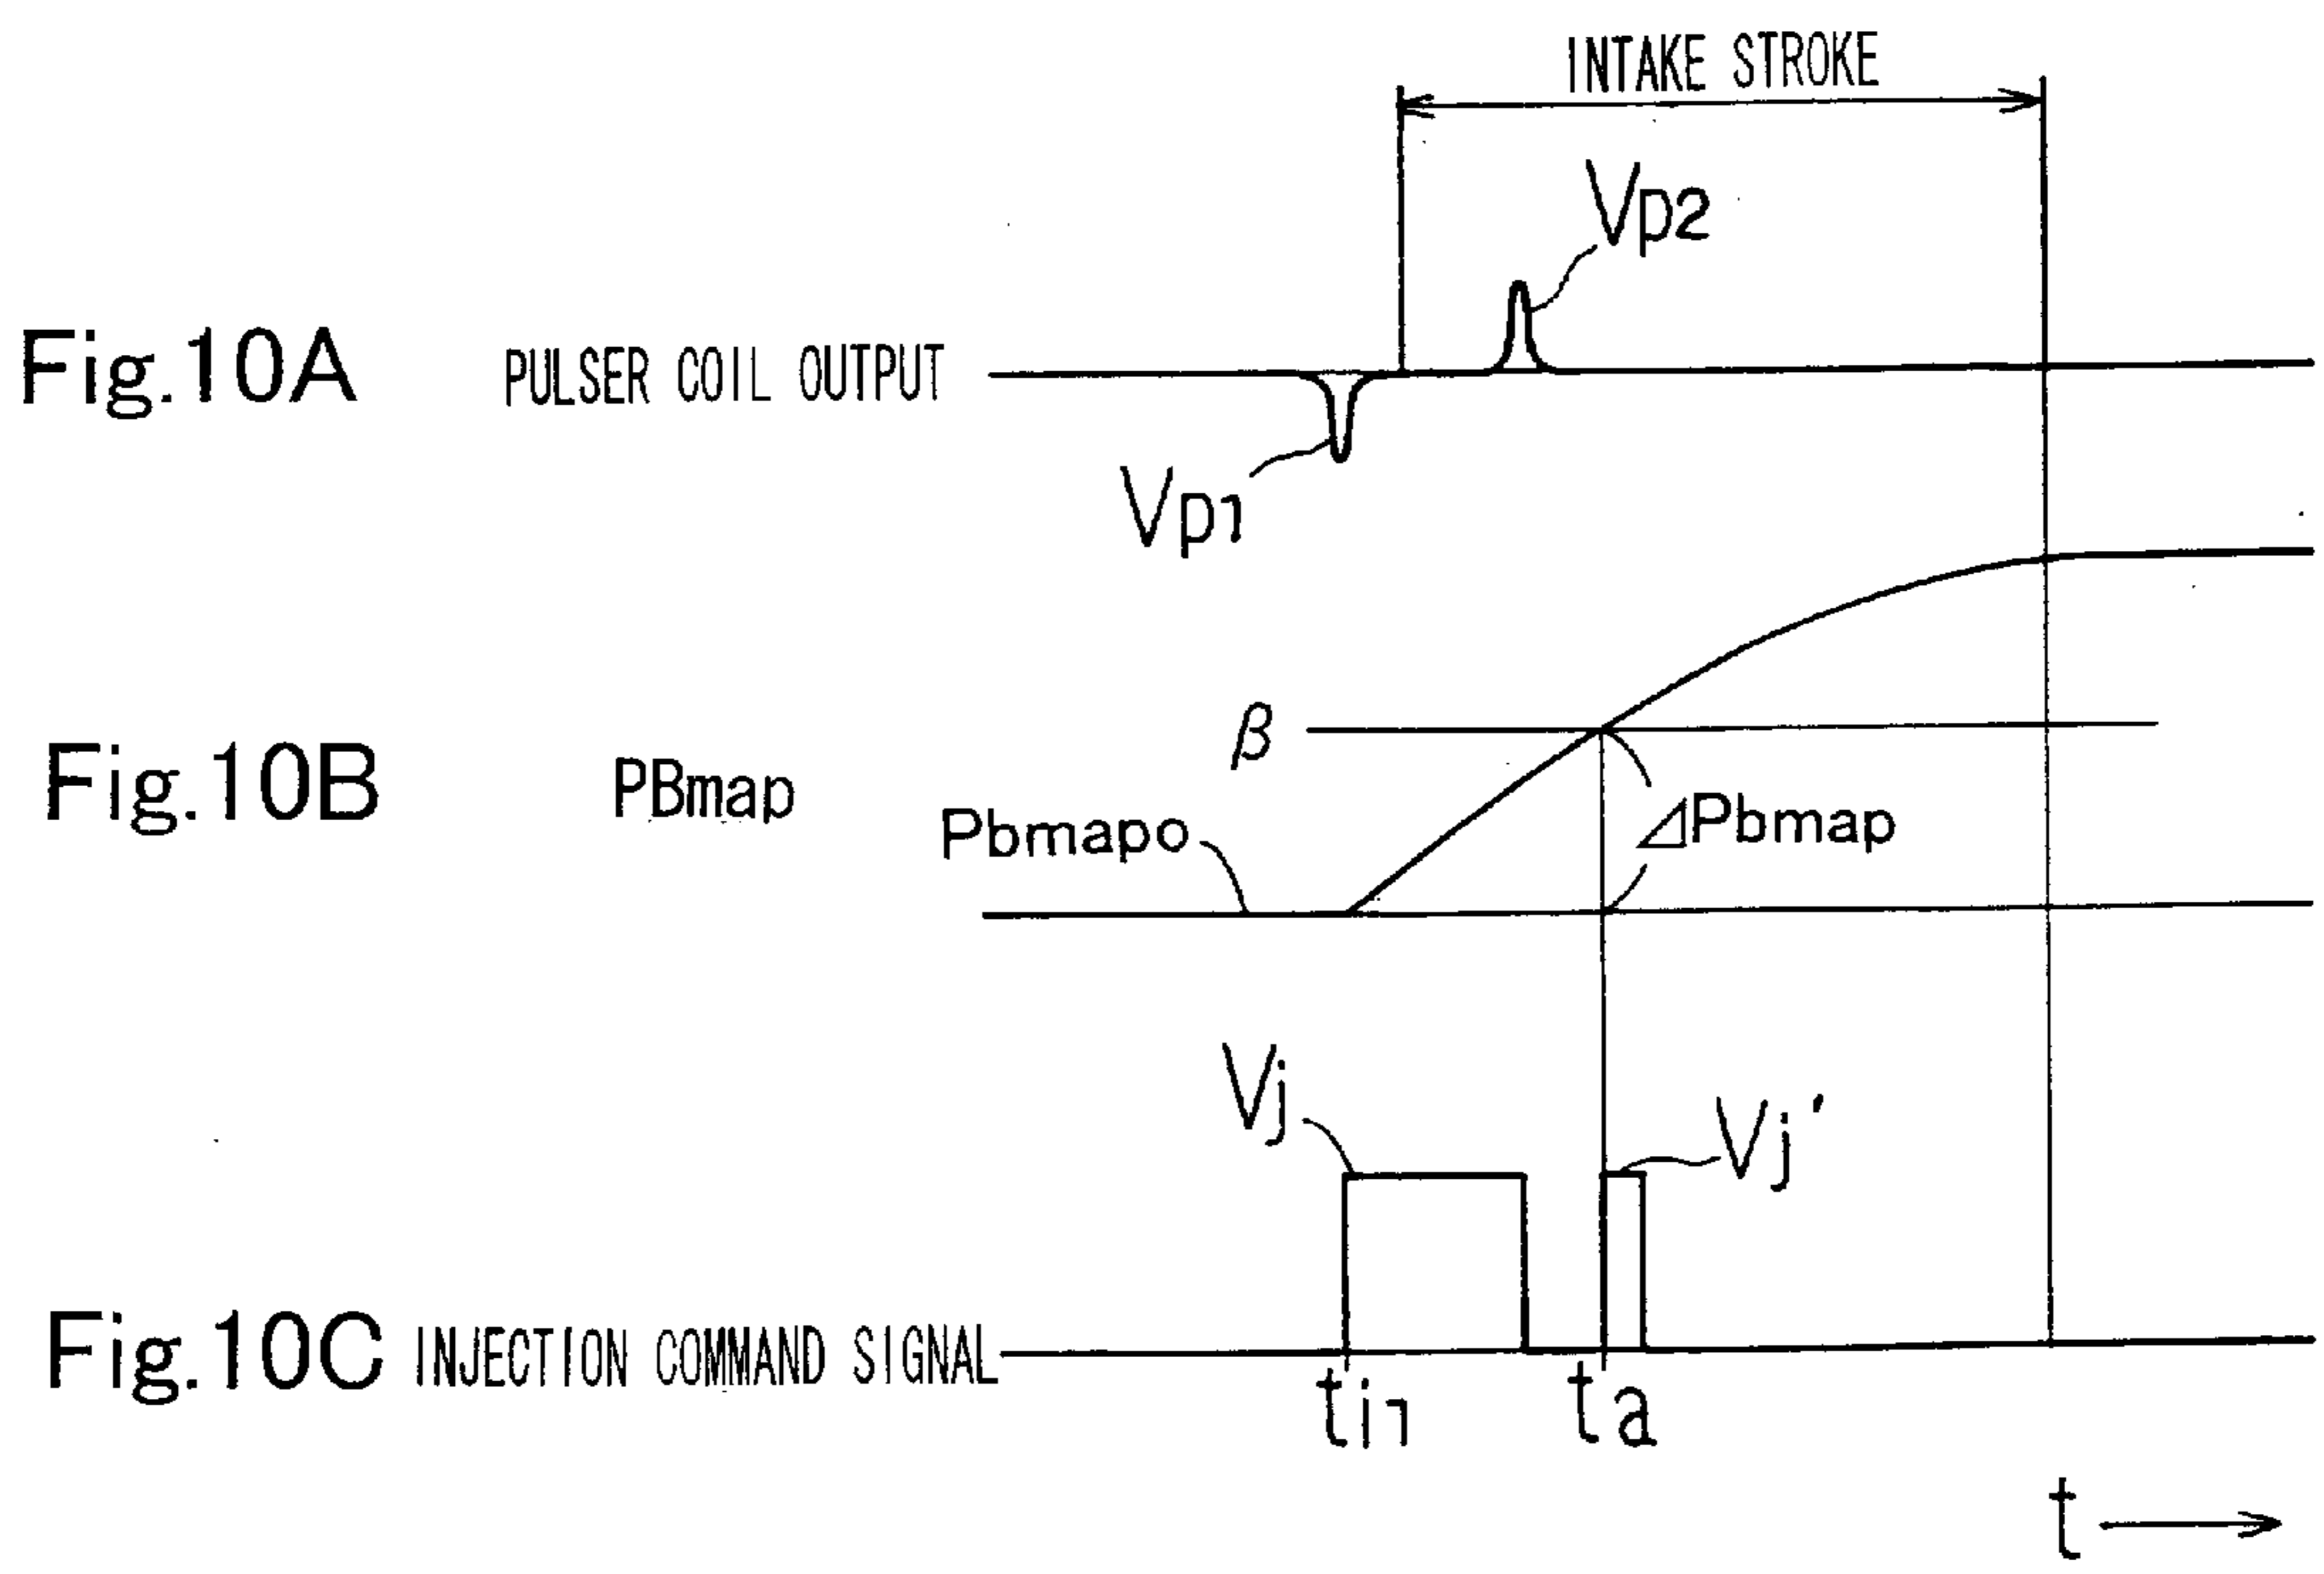 INTAKE STROKE
Vp2
Fig.10A PULSER COIL OUTPUT
Vp1
β
Fig.10B PBmap
Pbmapo
⊿Pbmap
Vj
Vj'
Fig.10C INJECTION COMMAND SIGNAL
ti1 ta
t